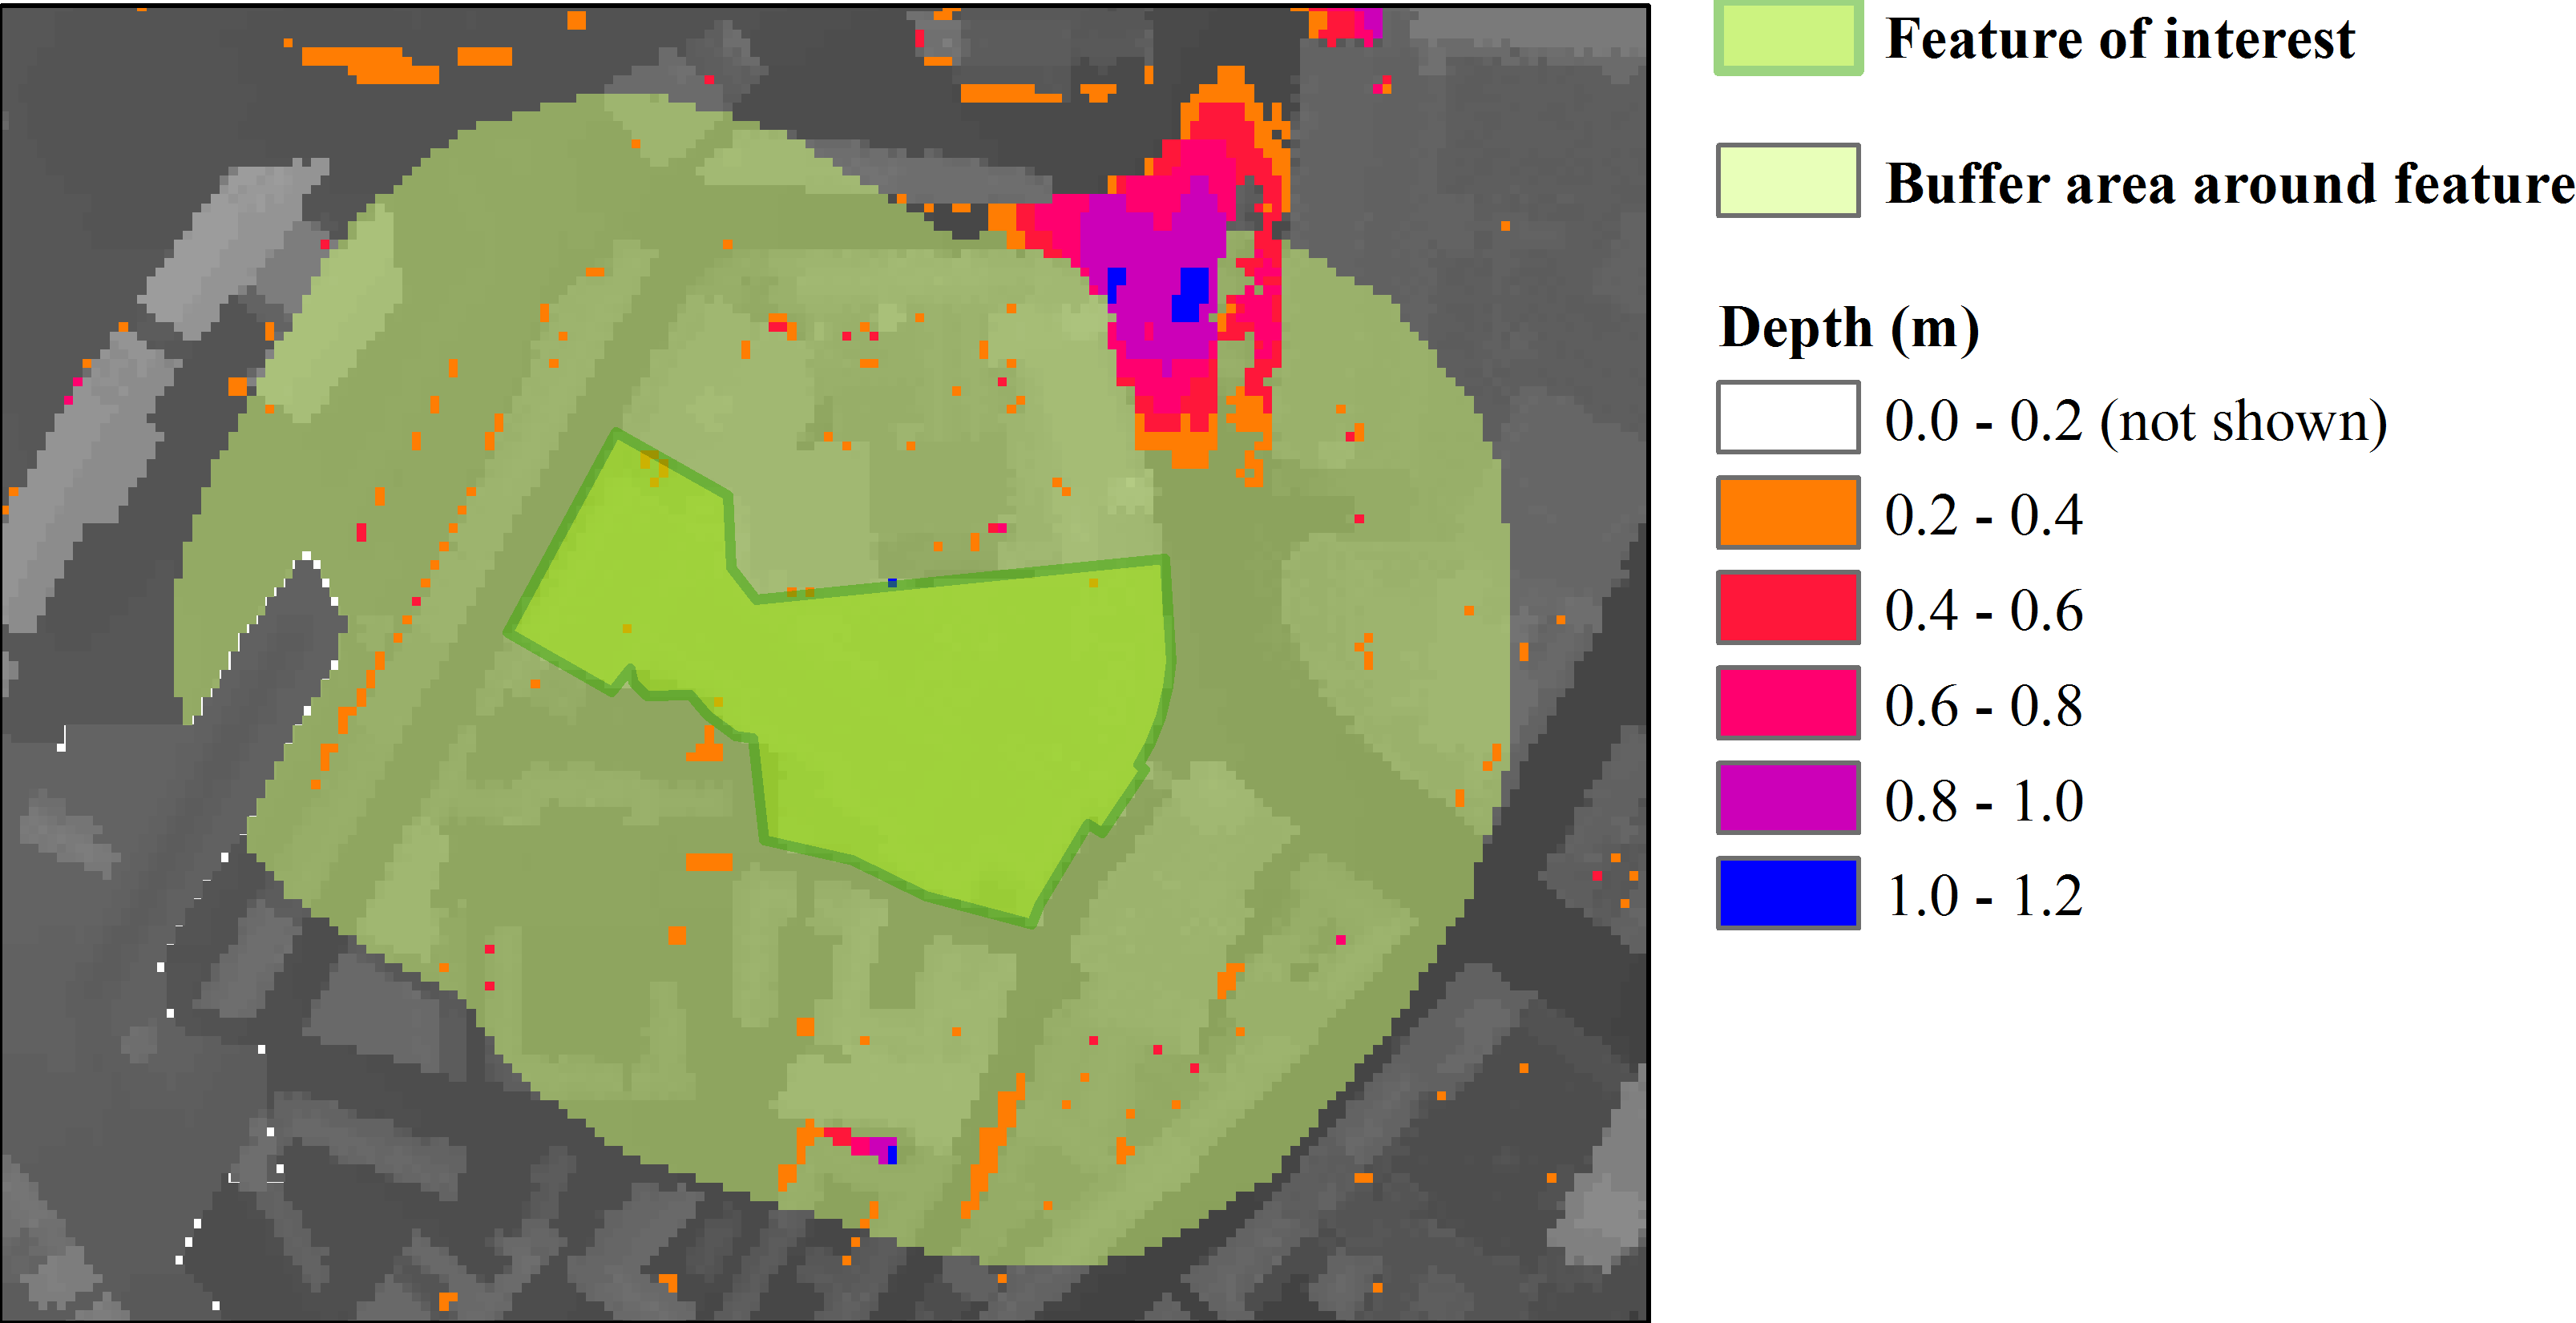 Feature of interest
Buffer area around feature
Depth (m)
0.0 - 0.2 (not shown)
0.2 - 0.4
0.4 - 0.6
0.6 - 0.8
0.8 - 1.0
1.0 - 1.2